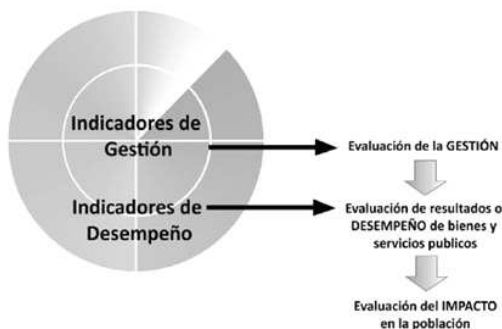 Indicadores de
Gestión
Evaluación de la GESTIÓN
Indicadores de
Desempeño
Evaluación de resultados o
DESEMPEÑO de bienes y
servicios publicos
Evaluación del IMPACTO
en la población